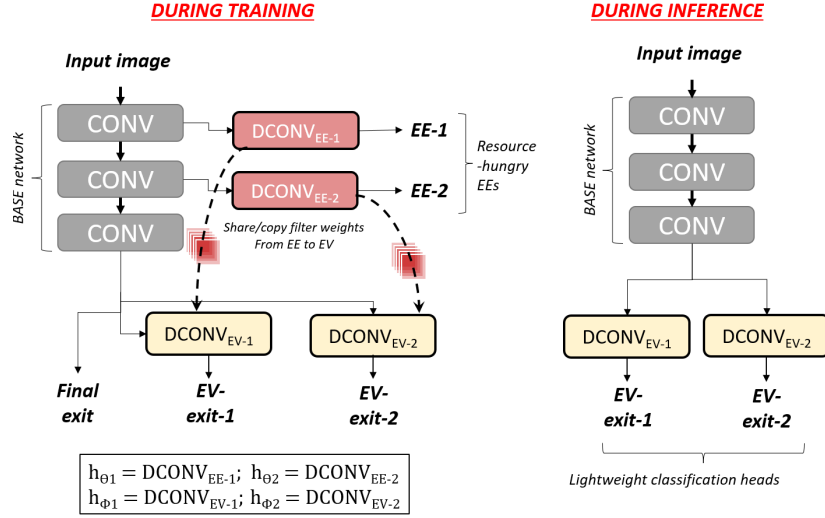 DURING TRAINING
Input image
BASE network
CONV
CONV
CONV
DCONV_EE-1
DCONV_EE-2
EE-1
EE-2
Resource
-hungry
EEs
Share/copy filter weights
From EE to EV
DCONV_EV-1
DCONV_EV-2
Final
exit
EV-
exit-1
EV-
exit-2
h_Θ1 = DCONV_EE-1; h_Θ2 = DCONV_EE-2
h_Φ1 = DCONV_EV-1; h_Φ2 = DCONV_EV-2
DURING INFERENCE
Input image
BASE network
CONV
CONV
CONV
DCONV_EV-1
DCONV_EV-2
EV-
exit-1
EV-
exit-2
Lightweight classification heads